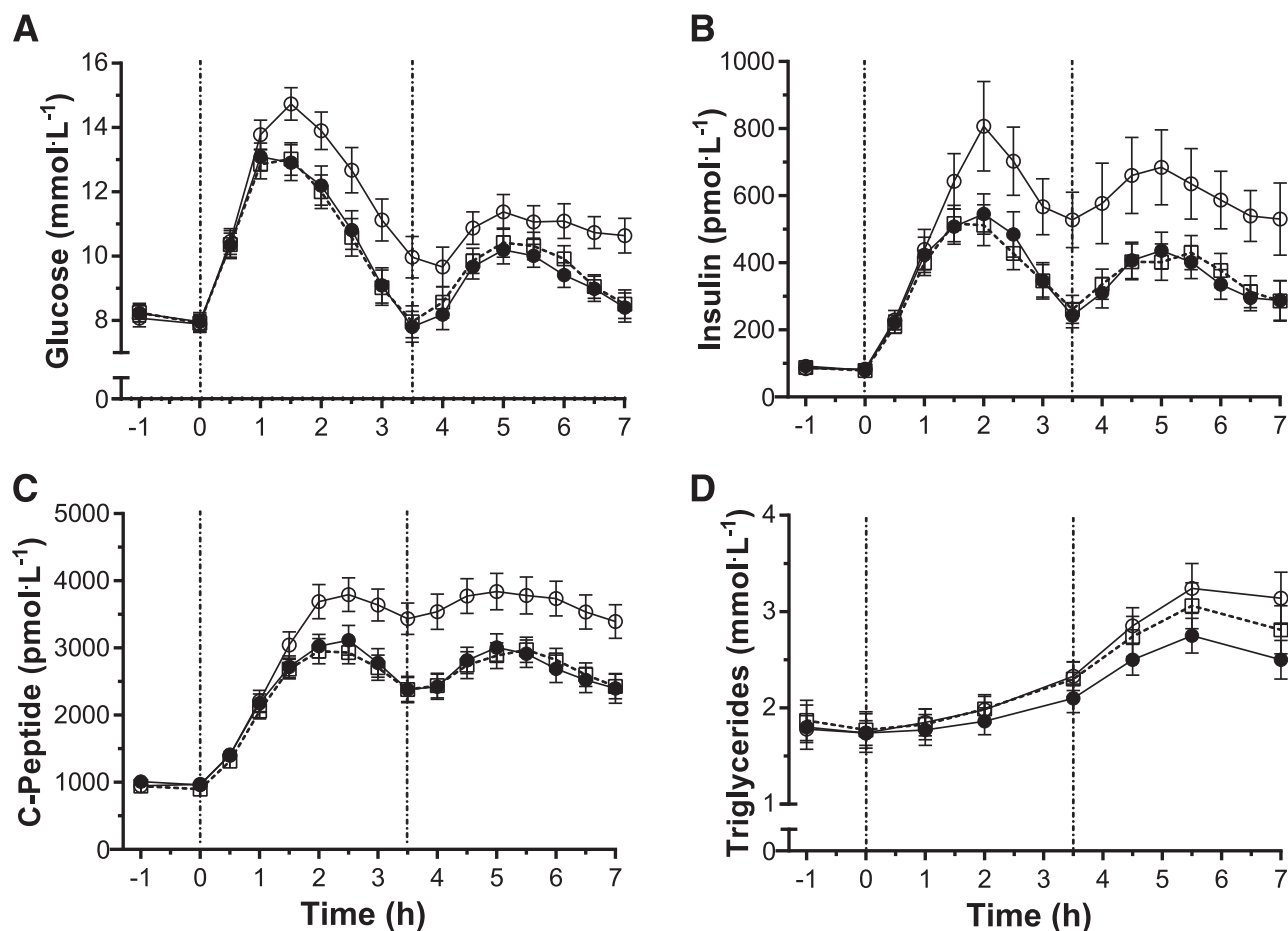 A
Glucose (mmol·L⁻¹)
16
14
12
10
8
0
-1 0 1 2 3 4 5 6 7
B
Insulin (pmol·L⁻¹)
1000
800
600
400
200
0
-1 0 1 2 3 4 5 6 7
C
C-Peptide (pmol·L⁻¹)
5000
4000
3000
2000
1000
0
-1 0 1 2 3 4 5 6 7
Time (h)
D
Triglycerides (mmol·L⁻¹)
4
3
2
1
0
-1 0 1 2 3 4 5 6 7
Time (h)